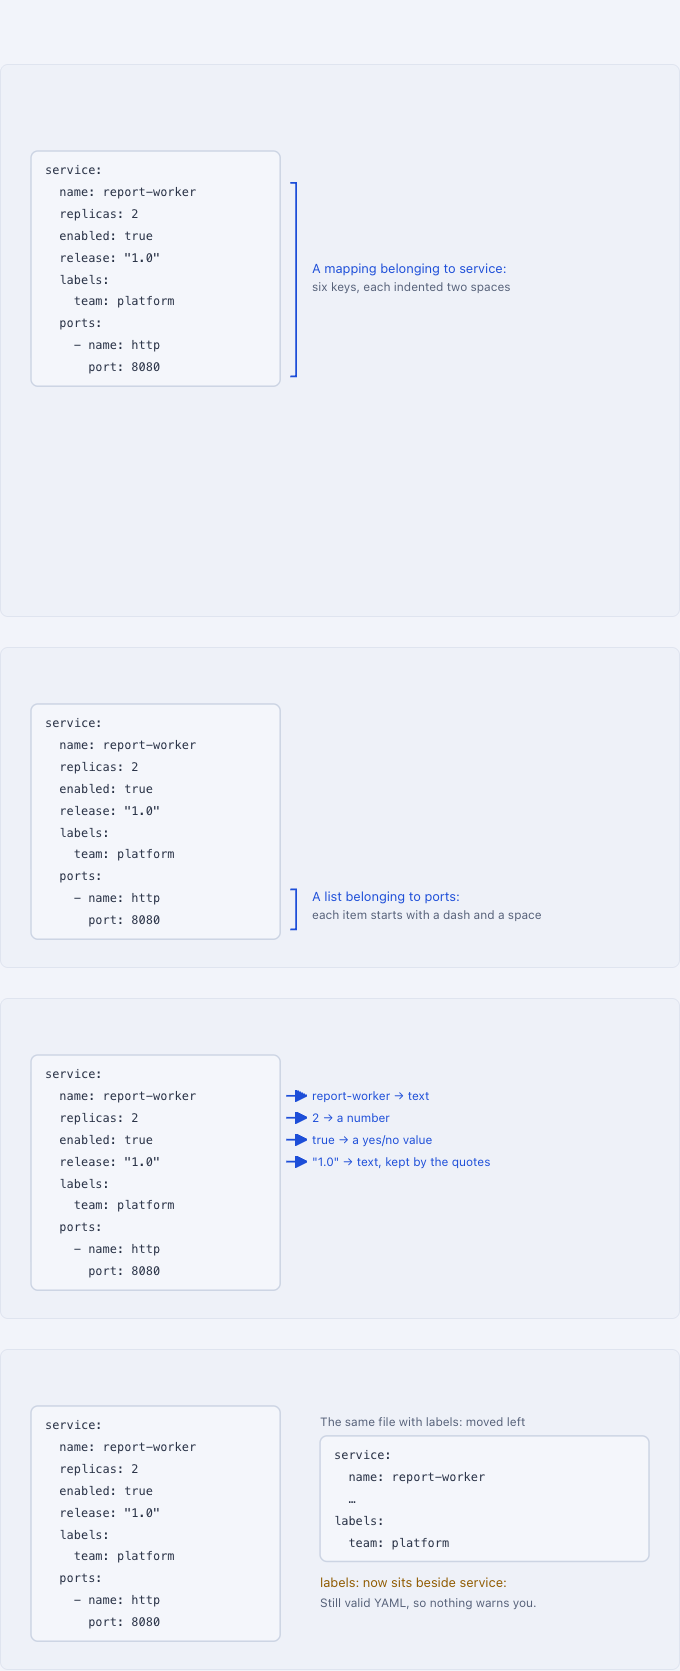 service:
  name: report-worker
  replicas: 2
  enabled: true
  release: "1.0"
  labels:
    team: platform
  ports:
    - name: http
      port: 8080
A mapping belonging to service:
six keys, each indented two spaces
service:
  name: report-worker
  replicas: 2
  enabled: true
  release: "1.0"
  labels:
    team: platform
  ports:
    - name: http
      port: 8080
A list belonging to ports:
each item starts with a dash and a space
service:
  name: report-worker
  replicas: 2
  enabled: true
  release: "1.0"
  labels:
    team: platform
  ports:
    - name: http
      port: 8080
report-worker → text
2 → a number
true → a yes/no value
"1.0" → text, kept by the quotes
service:
  name: report-worker
  replicas: 2
  enabled: true
  release: "1.0"
  labels:
    team: platform
  ports:
    - name: http
      port: 8080
The same file with labels: moved left
service:
  name: report-worker
  …
labels:
  team: platform
labels: now sits beside service:
Still valid YAML, so nothing warns you.